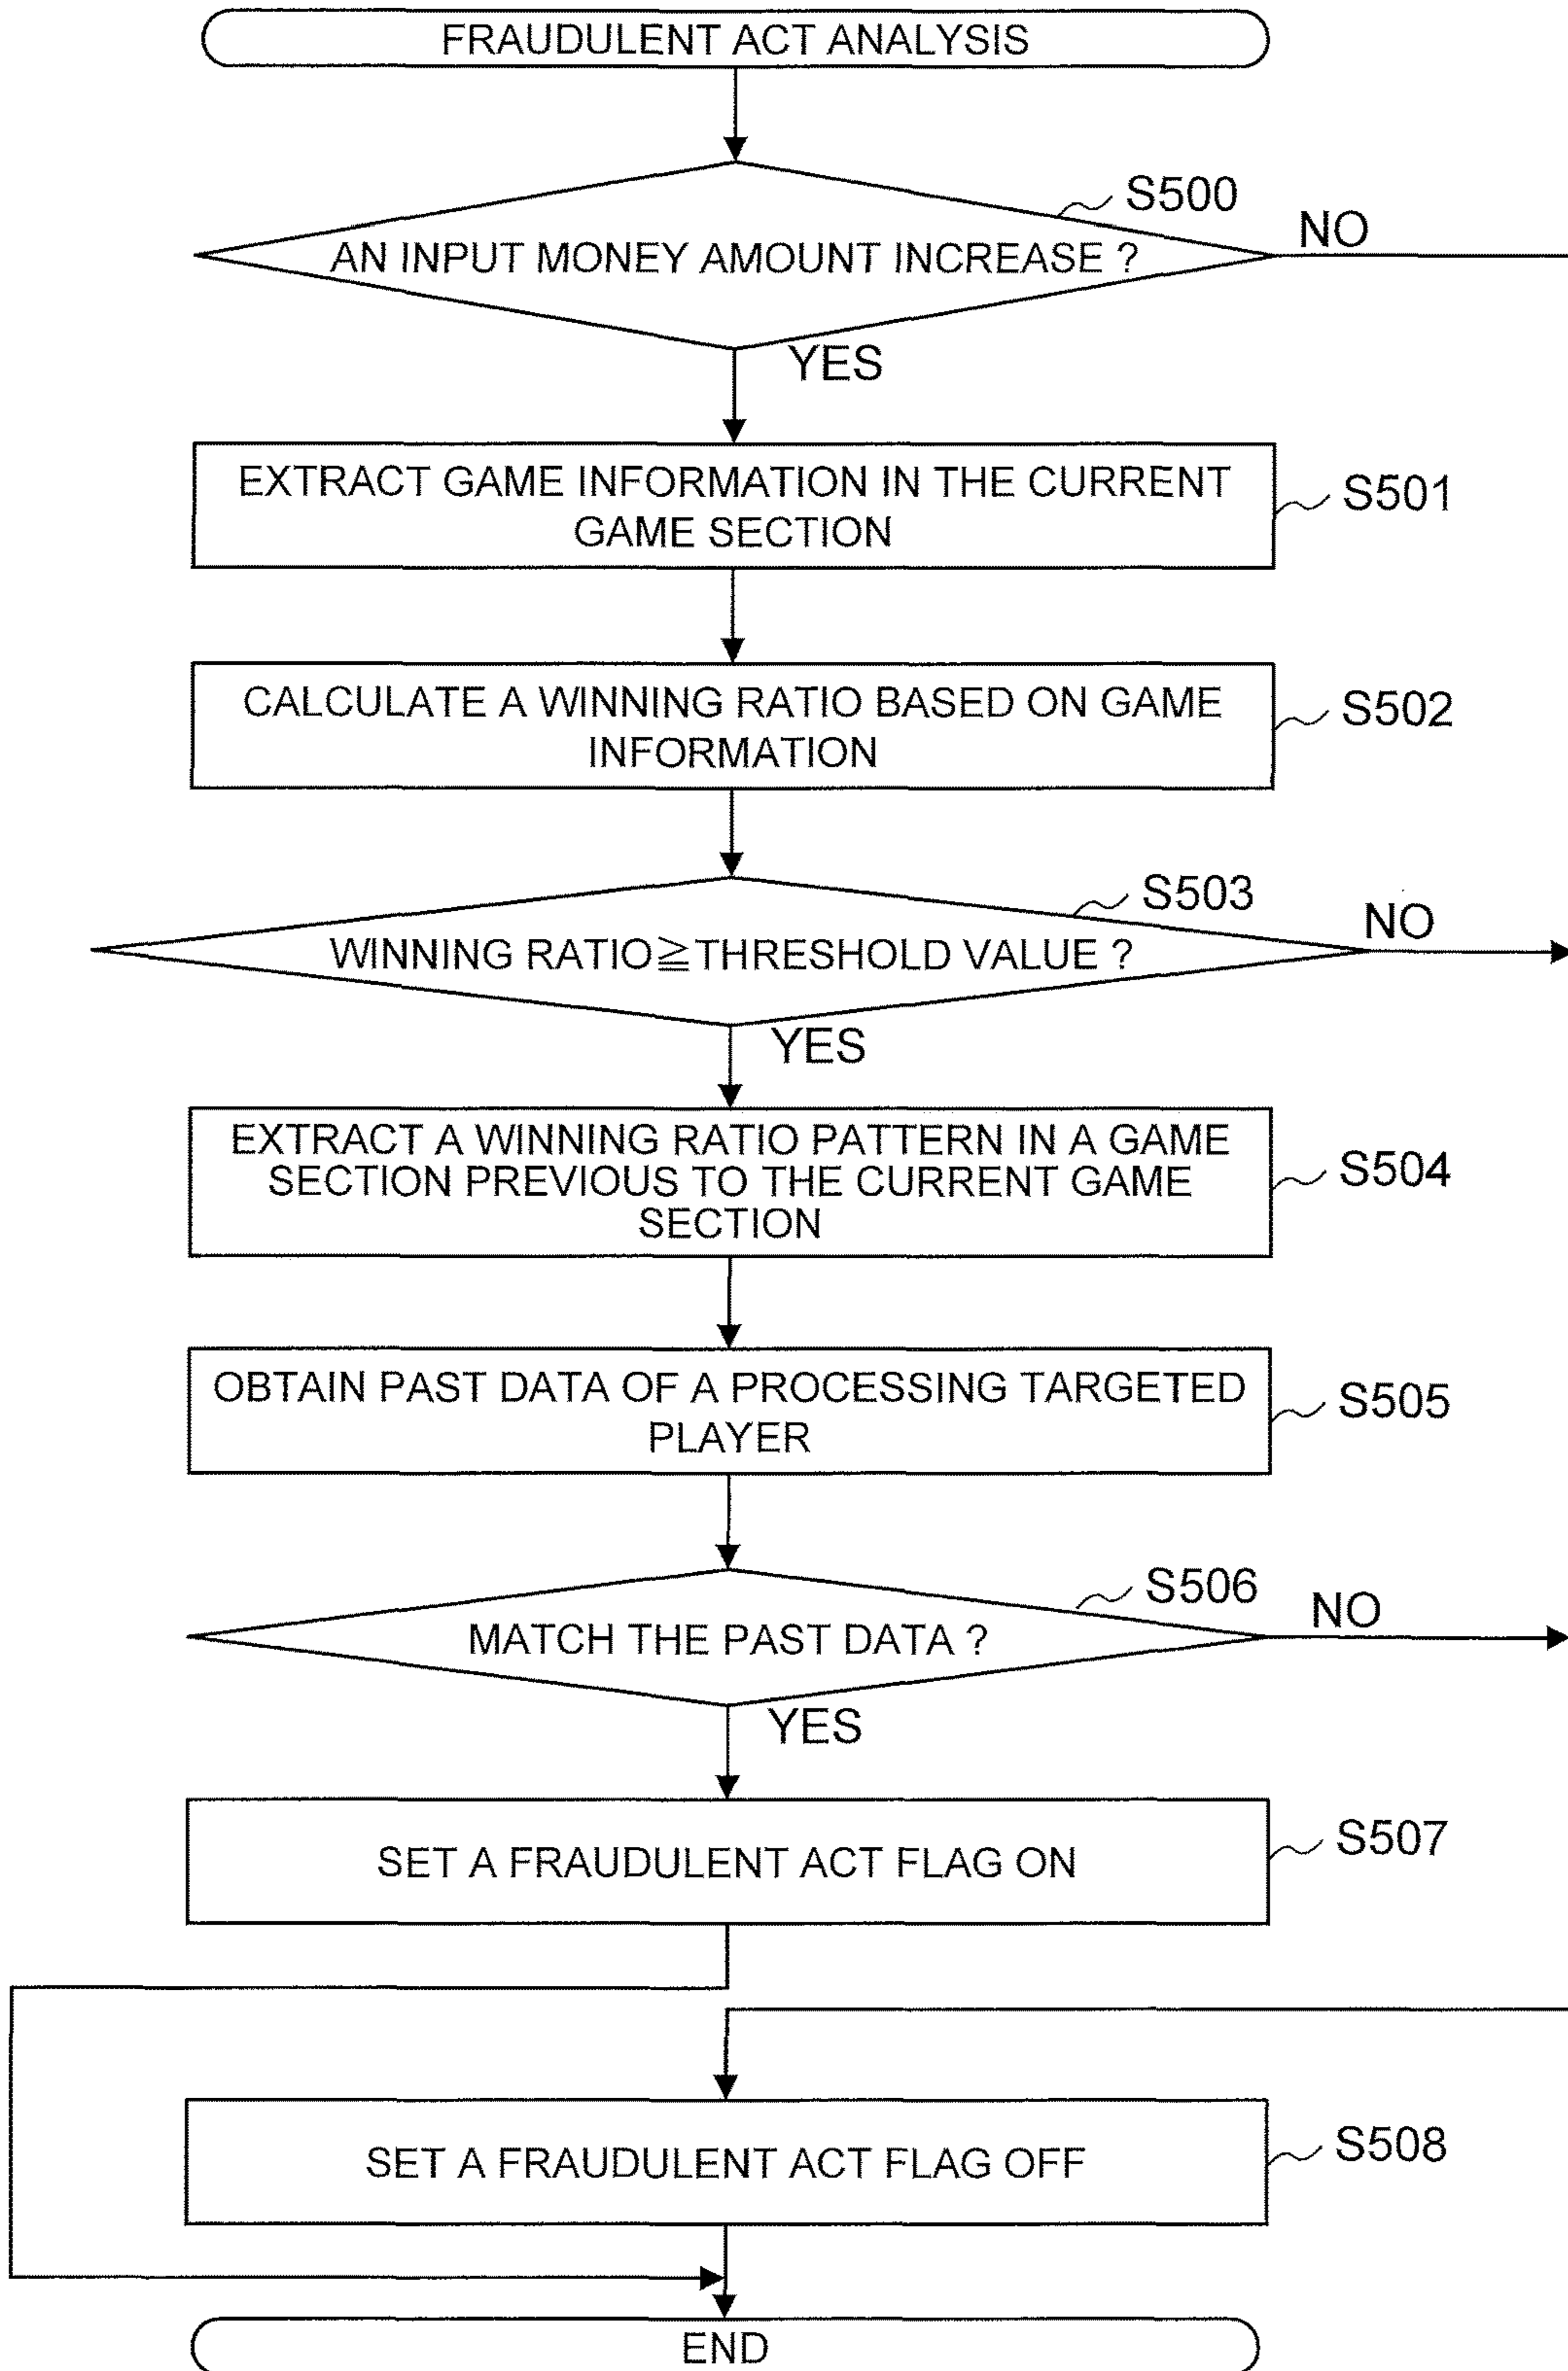 FRAUDULENT ACT ANALYSIS
S500
AN INPUT MONEY AMOUNT INCREASE ?
NO
YES
EXTRACT GAME INFORMATION IN THE CURRENT
GAME SECTION
S501
CALCULATE A WINNING RATIO BASED ON GAME
INFORMATION
S502
S503
WINNING RATIO≧THRESHOLD VALUE ?
NO
YES
EXTRACT A WINNING RATIO PATTERN IN A GAME
SECTION PREVIOUS TO THE CURRENT GAME
SECTION
S504
OBTAIN PAST DATA OF A PROCESSING TARGETED
PLAYER
S505
S506
MATCH THE PAST DATA ?
NO
YES
SET A FRAUDULENT ACT FLAG ON
S507
SET A FRAUDULENT ACT FLAG OFF
S508
END